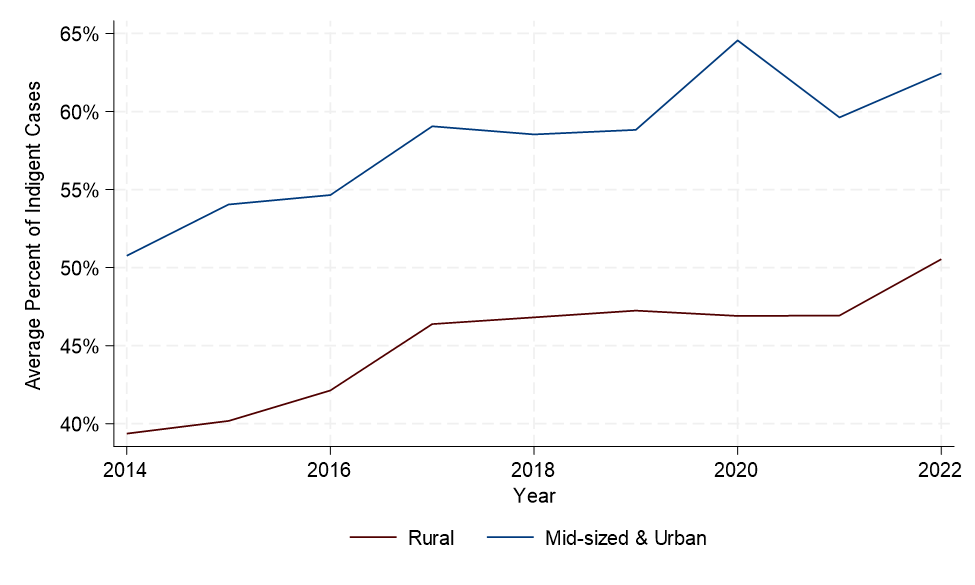 Average Percent of Indigent Cases
65%
60%
55%
50%
45%
40%
2014 2016 2018 2020 2022
Year
Rural Mid-sized & Urban